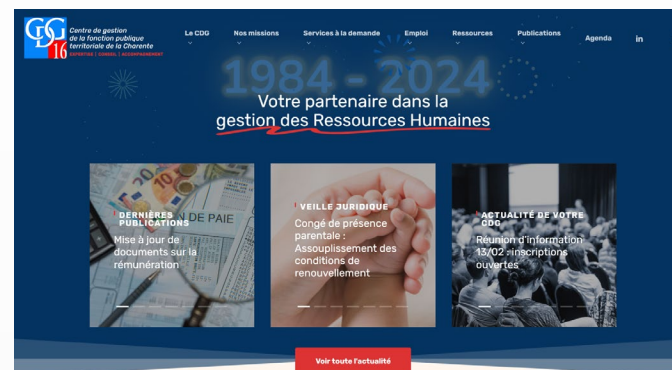 CDG
16
Centre de gestion
de la fonction publique
territoriale de la Charente
EXPERTISE | CONSEIL | ACCOMPAGNEMENT
Le CDG
Nos missions
Services à la demande
Emploi
Ressources
Publications
Agenda
in
1984 - 2024
Votre partenaire dans la
gestion des Ressources Humaines
DERNIÈRES
PUBLICATIONS
DE PAIE
Mise à jour de
documents sur la
rémunération
VEILLE JURIDIQUE
Congé de présence
parentale :
Assouplissement des
conditions de
renouvellement
ACTUALITÉ DE VOTRE
CDG
Réunion d'information
13/02 : inscriptions
ouvertes
Voir toute l'actualité